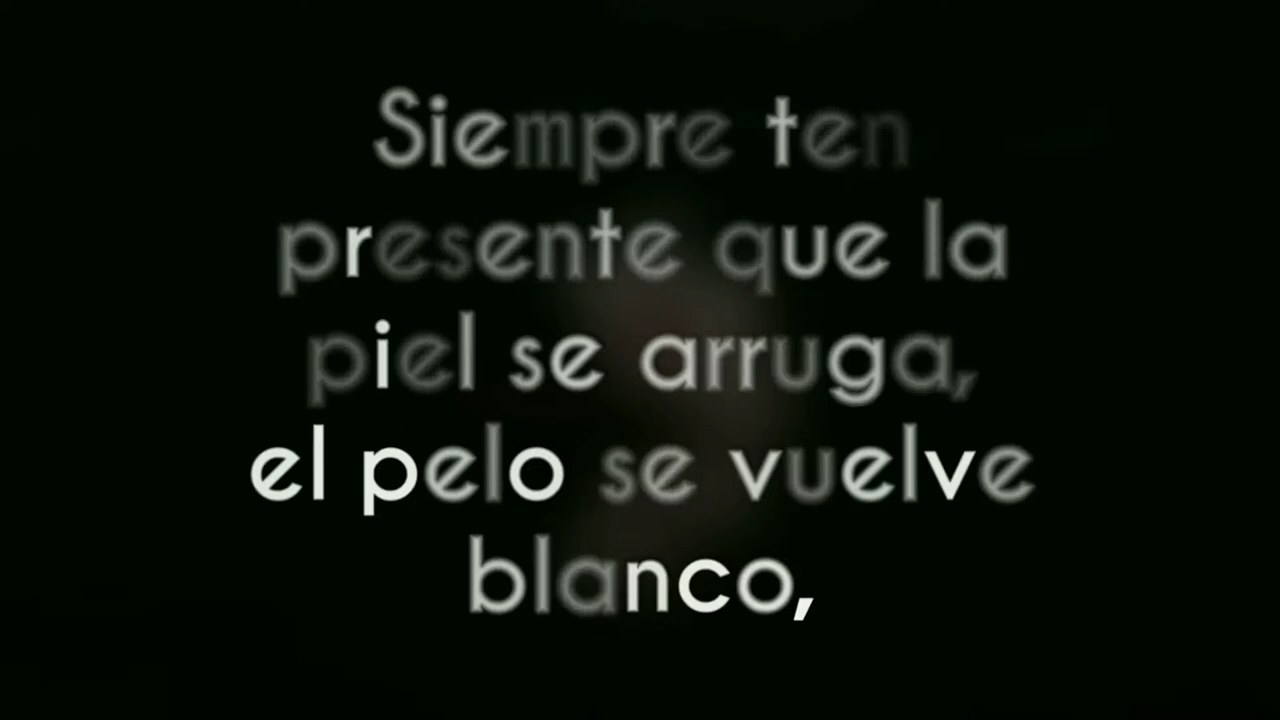 Siempre ten
presente que la
piel se arruga,
el pelo se vuelve
blanco,